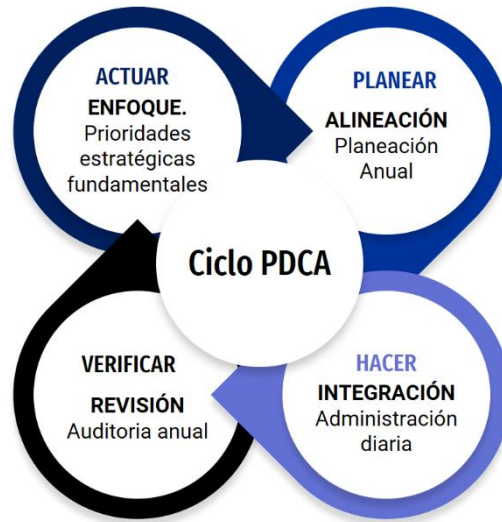 ACTUAR
ENFOQUE.
Prioridades
estratégicas
fundamentales
PLANEAR
ALINEACIÓN
Planeación
Anual
Ciclo PDCA
VERIFICAR
REVISIÓN
Auditoria anual
HACER
INTEGRACIÓN
Administración
diaria